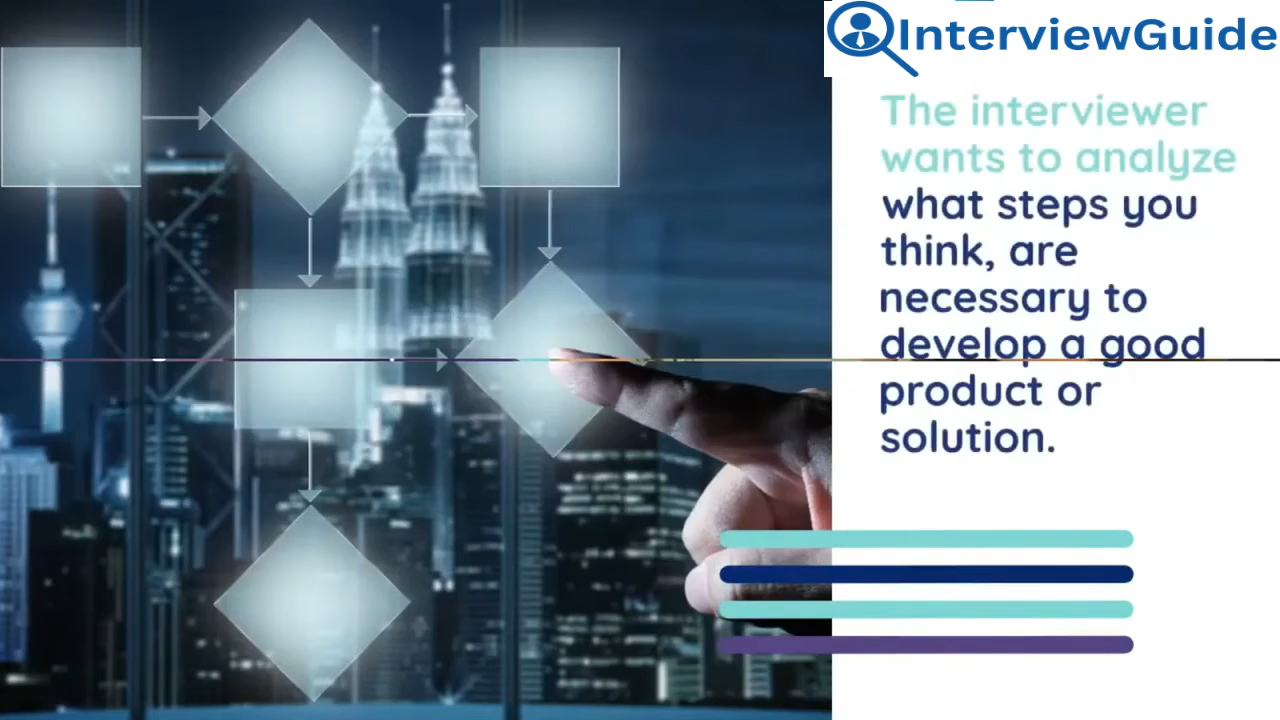 InterviewGuide
The interviewer
wants to analyze
what steps you
think, are
necessary to
develop a good
product or
solution.